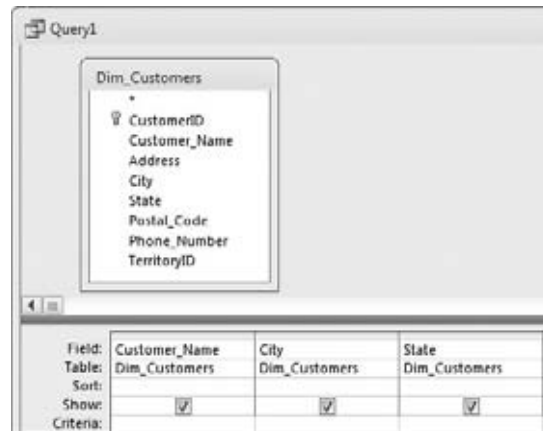 Query1
Dim_Customers
*
CustomerID
Customer_Name
Address
City
State
Postal_Code
Phone_Number
TerritoryID
Field: Customer_Name City State
Table: Dim_Customers Dim_Customers Dim_Customers
Sort:
Show:
Criteria: